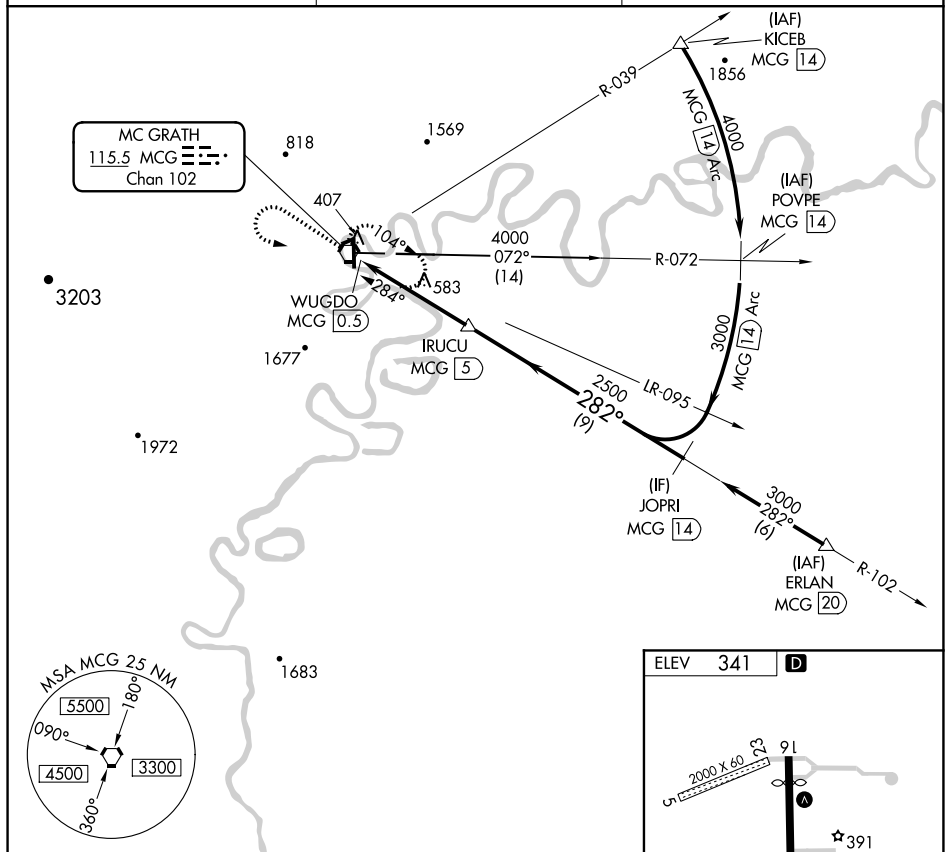 (IAF)
KICEB
MCG 14
1856
R-039
MCG 14 Arc
4000
MC GRATH
115.5 MCG
Chan 102
818
1569
407
104°
(IAF)
POVPE
MCG 14
4000
072°
(14)
R-072
3203
WUGDO
MCG 0.5
284°
583
3000
MCG 14 Arc
IRUCU
MCG 5
1677
LR-095
2500
282°
(9)
1972
(IF)
JOPRI
MCG 14
3000
282°
(6)
(IAF)
ERLAN
MCG 20
R-102
1683
MSA MCG 25 NM
5500
180°
090°
4500
3300
360°
ELEV 341 D
23
16
2000 X 60
5
A
391